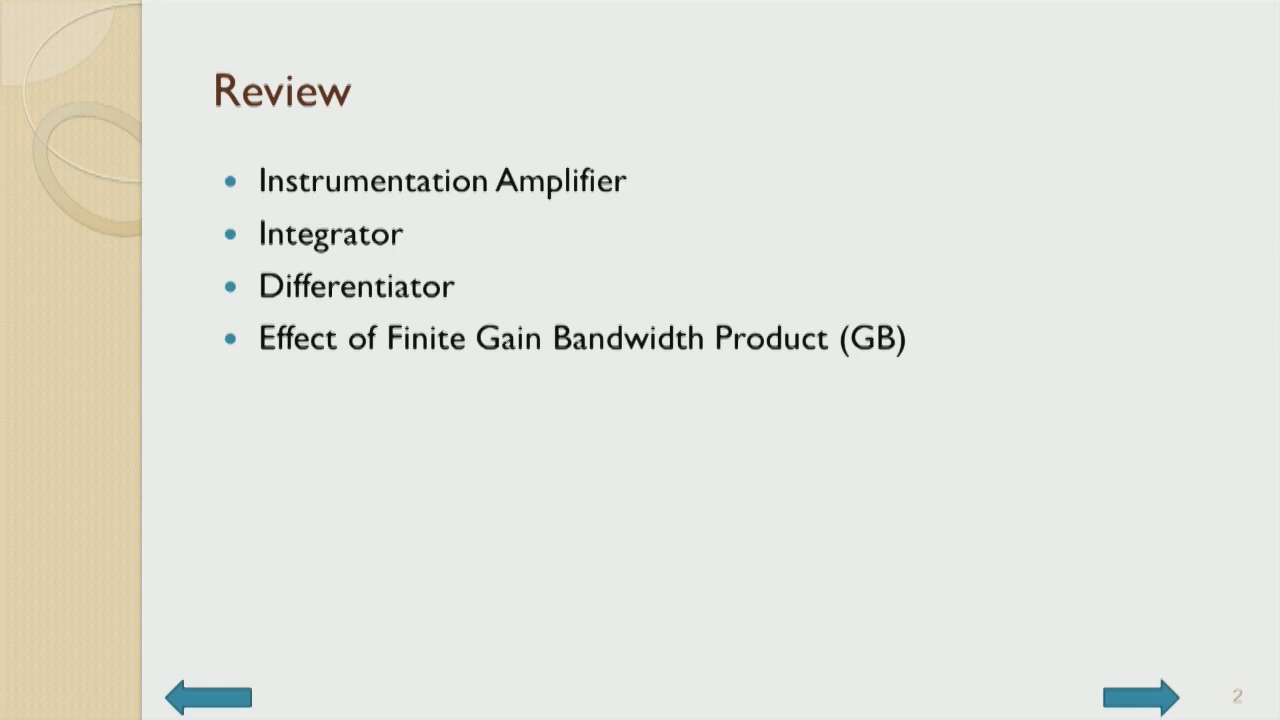 Review
• Instrumentation Amplifier
• Integrator
• Differentiator
• Effect of Finite Gain Bandwidth Product (GB)
2